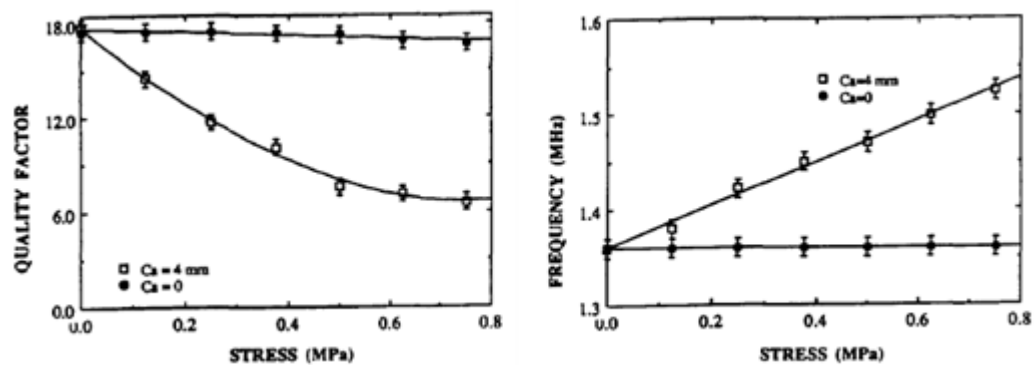 18.0
12.0
6.0
0.0
QUALITY FACTOR
Ca = 4 mm
Ca = 0
0.0 0.2 0.4 0.6 0.8
STRESS (MPa)
1.6
1.5
1.4
1.3
FREQUENCY (MHz)
Ca=4 mm
Ca=0
0.0 0.2 0.4 0.6 0.8
STRESS (MPa)